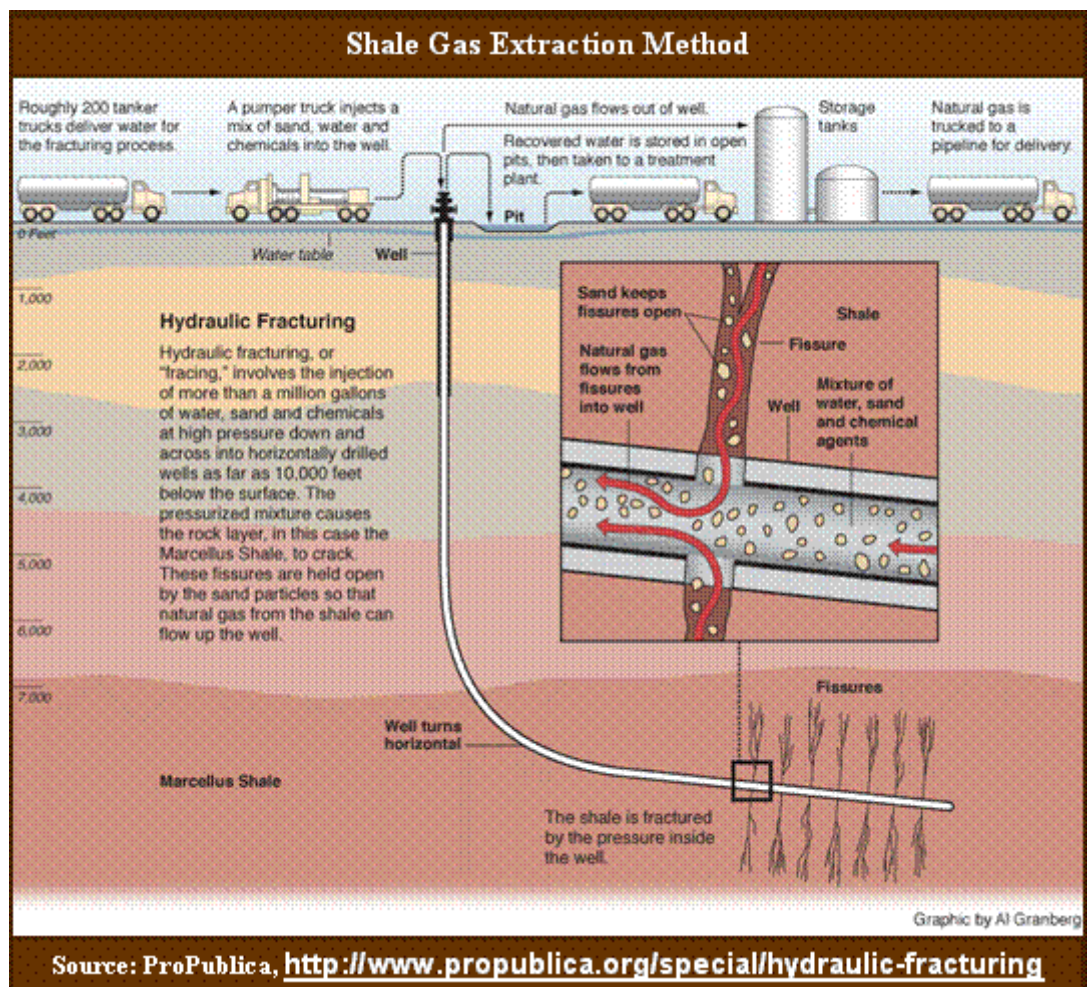 Shale Gas Extraction Method
Roughly 200 tanker
trucks deliver water for
the fracturing process.
A pumper truck injects a
mix of sand, water and
chemicals into the well.
Natural gas flows out of well.
Recovered water is stored in open
pits, then taken to a treatment
plant.
Storage
tanks
Natural gas is
trucked to a
pipeline for delivery.
Pit
0 Feet
Water table
Well
1,000
2,000
3,000
4,000
5,000
6,000
7,000
Hydraulic Fracturing
Hydraulic fracturing, or
“fracing,” involves the injection
of more than a million gallons
of water, sand and chemicals
at high pressure down and
across into horizontally drilled
wells as far as 10,000 feet
below the surface. The
pressurized mixture causes
the rock layer, in this case the
Marcellus Shale, to crack.
These fissures are held open
by the sand particles so that
natural gas from the shale can
flow up the well.
Sand keeps
fissures open
Shale
Fissure
Natural gas
flows from
fissures
into well
Well
Mixture of
water, sand
and chemical
agents
Well turns
horizontal
Fissures
Marcellus Shale
The shale is fractured
by the pressure inside
the well.
Graphic by Al Granberg
Source: ProPublica, http://www.propublica.org/special/hydraulic-fracturing